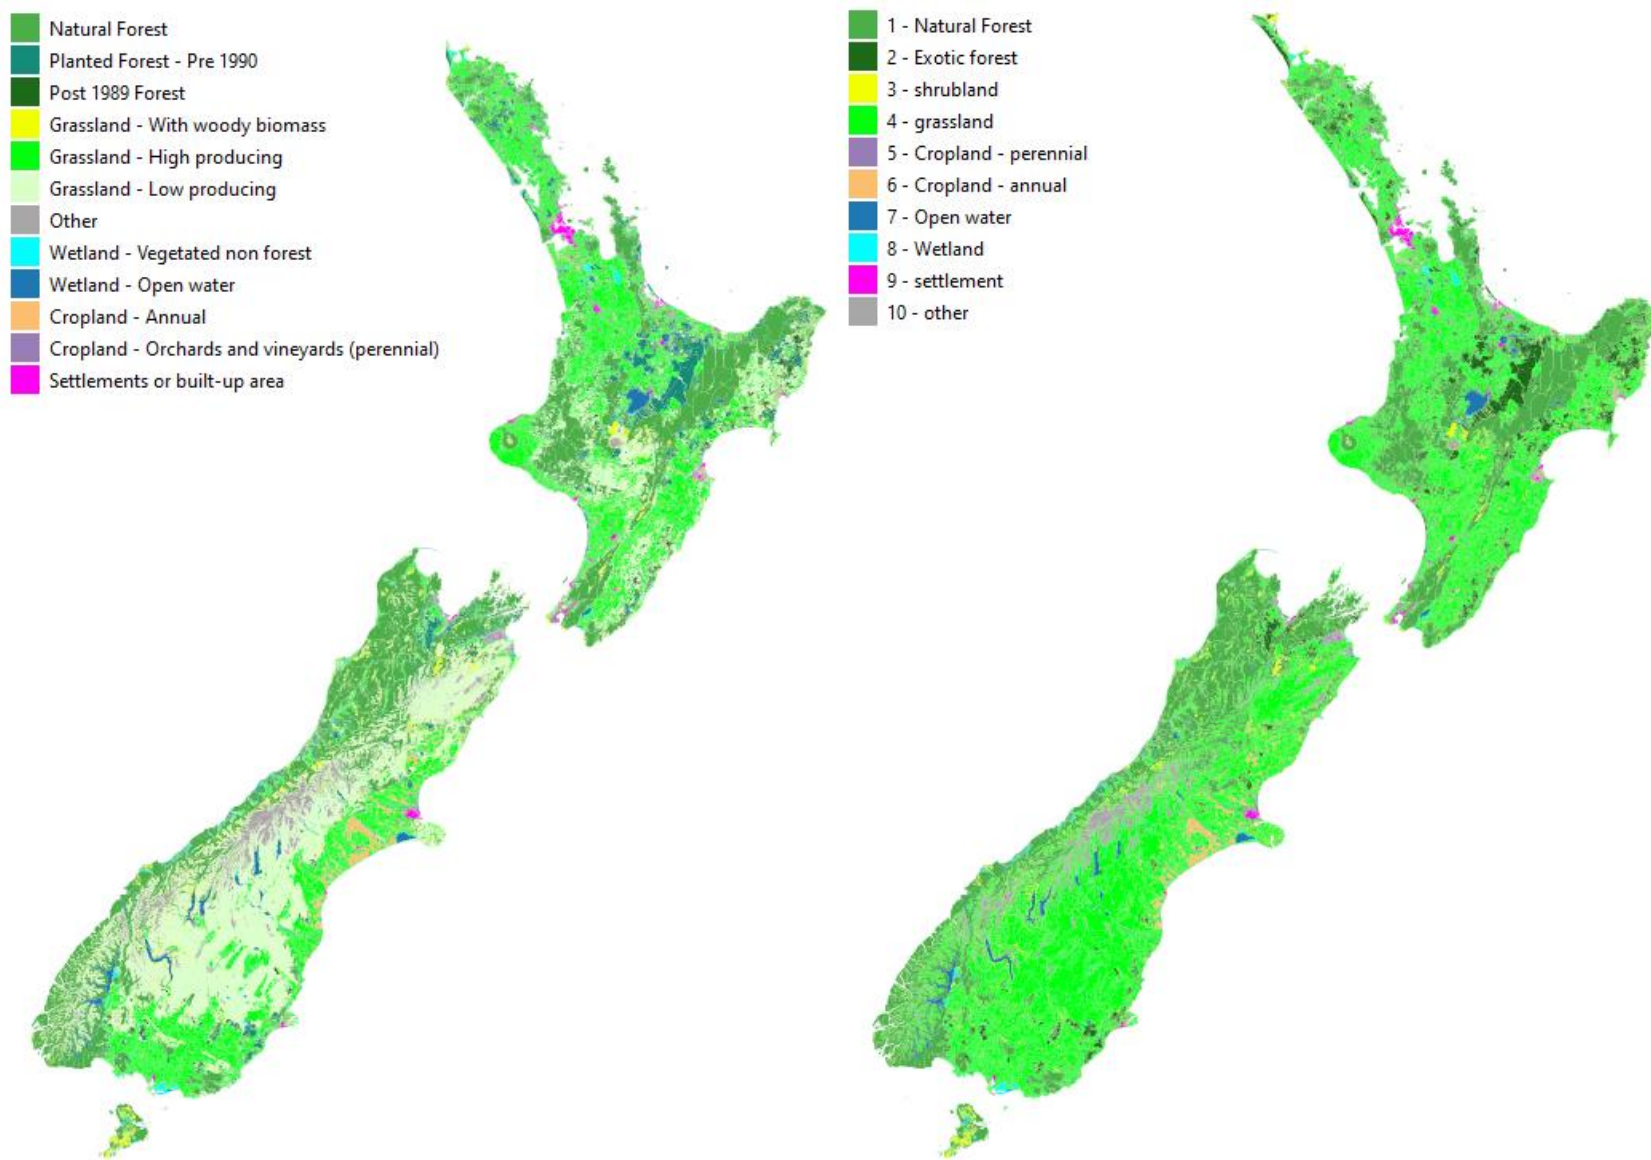 Natural Forest
Planted Forest - Pre 1990
Post 1989 Forest
Grassland - With woody biomass
Grassland - High producing
Grassland - Low producing
Other
Wetland - Vegetated non forest
Wetland - Open water
Cropland - Annual
Cropland - Orchards and vineyards (perennial)
Settlements or built-up area
1 - Natural Forest
2 - Exotic forest
3 - shrubland
4 - grassland
5 - Cropland - perennial
6 - Cropland - annual
7 - Open water
8 - Wetland
9 - settlement
10 - other